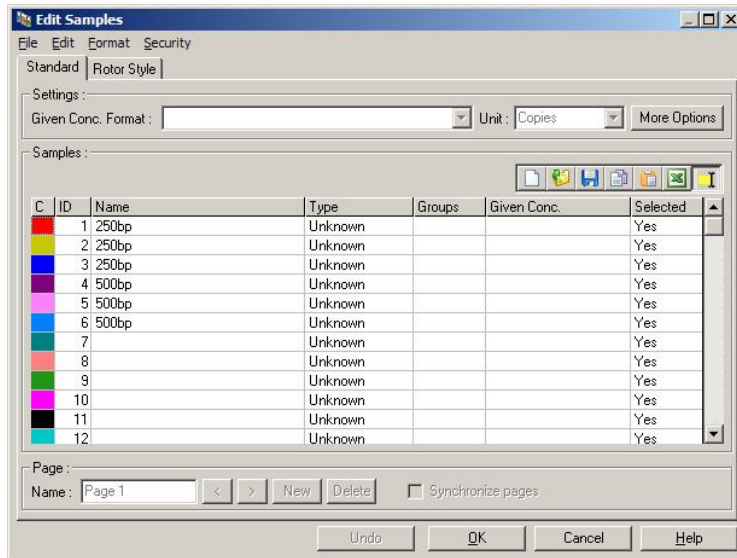 Edit Samples
File Edit Format Security
Standard Rotor Style
Settings :
Given Conc. Format : Unit : Copies More Options
Samples :
C ID Name Type Groups Given Conc. Selected
1 250bp Unknown Yes
2 250bp Unknown Yes
3 250bp Unknown Yes
4 500bp Unknown Yes
5 500bp Unknown Yes
6 500bp Unknown Yes
7 Unknown Yes
8 Unknown Yes
9 Unknown Yes
10 Unknown Yes
11 Unknown Yes
12 Unknown Yes
Page :
Name : Page 1 < > New Delete Synchronize pages
Undo OK Cancel Help